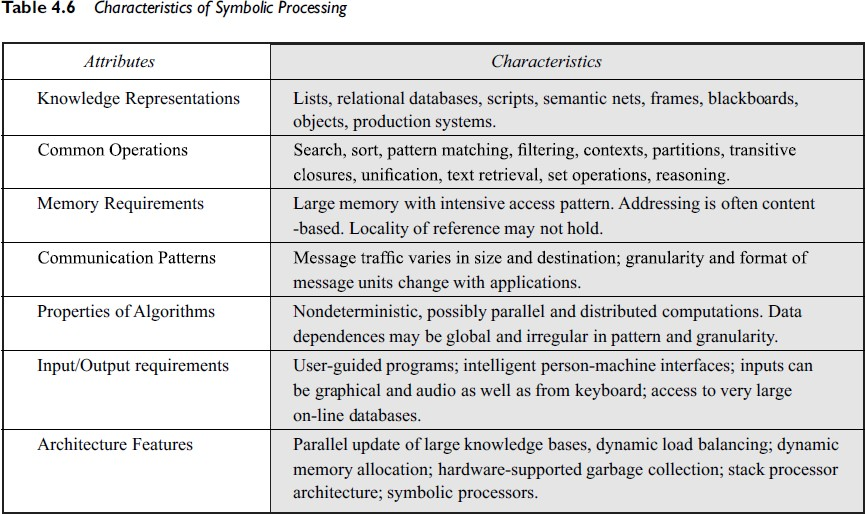 Table 4.6 Characteristics of Symbolic Processing
Attributes Characteristics
Knowledge Representations Lists, relational databases, scripts, semantic nets, frames, blackboards,
objects, production systems.
Common Operations Search, sort, pattern matching, filtering, contexts, partitions, transitive
closures, unification, text retrieval, set operations, reasoning.
Memory Requirements Large memory with intensive access pattern. Addressing is often content
-based. Locality of reference may not hold.
Communication Patterns Message traffic varies in size and destination; granularity and format of
message units change with applications.
Properties of Algorithms Nondeterministic, possibly parallel and distributed computations. Data
dependences may be global and irregular in pattern and granularity.
Input/Output requirements User-guided programs; intelligent person-machine interfaces; inputs can
be graphical and audio as well as from keyboard; access to very large
on-line databases.
Architecture Features Parallel update of large knowledge bases, dynamic load balancing; dynamic
memory allocation; hardware-supported garbage collection; stack processor
architecture; symbolic processors.